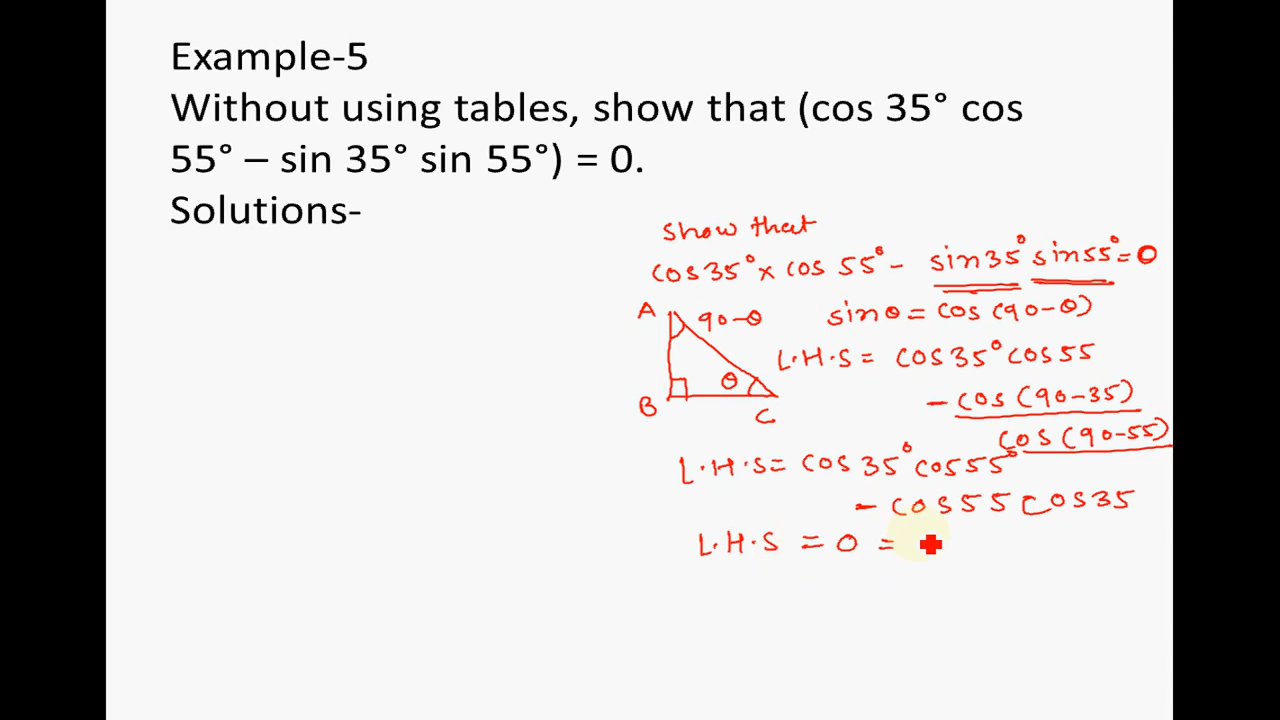 Example-5
Without using tables, show that (cos 35° cos
55° – sin 35° sin 55°) = 0.
Solutions-
show that
cos35° x cos 55° - sin35° sin55° = 0
A 90-θ
sinθ = cos (90-θ)
L.H.S = cos35° cos55
θ
- cos (90-35)
B C
cos (90-55)
L.H.S = cos35° cos55°
- cos55 cos35
L.H.S = 0 =